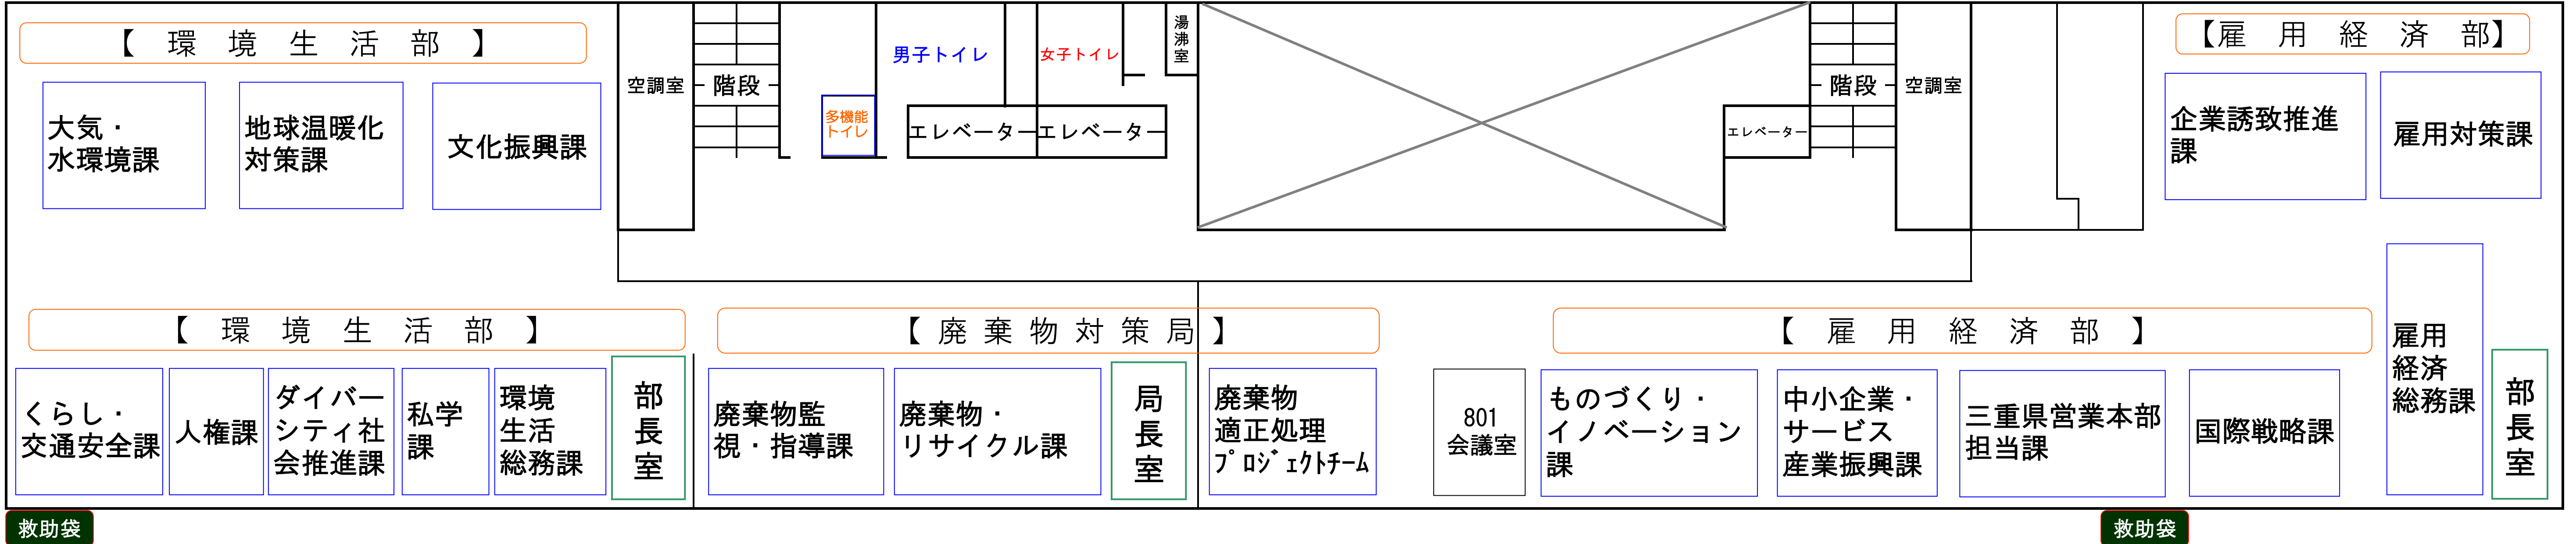 【 環 境 生 活 部 】
大気・
水環境課
地球温暖化
対策課
文化振興課
空調室
階段
多機能
トイレ
男子トイレ
女子トイレ
湯沸室
エレベーター
エレベーター
エレベーター
階段
空調室
【雇 用 経 済 部】
企業誘致推進
課
雇用対策課
【 環 境 生 活 部 】
くらし・
交通安全課
人権課
ダイバー
シティ社
会推進課
私学
課
環境
生活
総務課
部長室
【 廃 棄 物 対 策 局 】
廃棄物監
視・指導課
廃棄物・
リサイクル課
局長室
廃棄物
適正処理
ﾌﾟﾛｼﾞｪｸﾄﾁｰﾑ
801
会議室
【 雇 用 経 済 部 】
ものづくり・
イノベーション
課
中小企業・
サービス
産業振興課
三重県営業本部
担当課
国際戦略課
雇用
経済
総務課
部長室
救助袋
救助袋